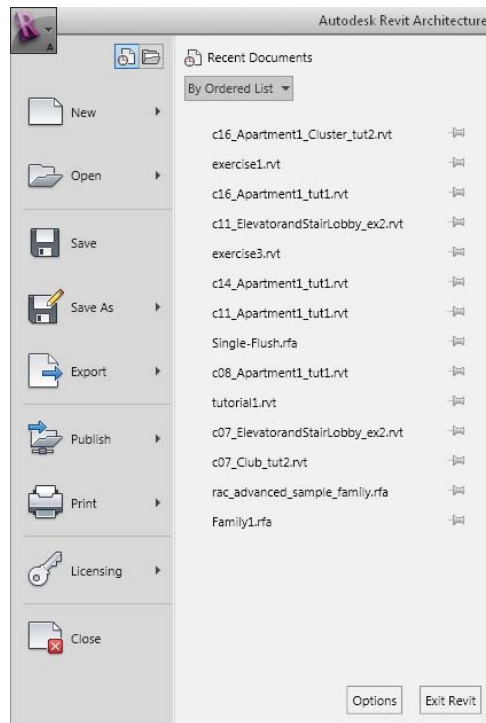 Autodesk Revit Architecture
R
A
Recent Documents
By Ordered List
New
Open
Save
Save As
Export
Publish
Print
Licensing
Close
c16_Apartment1_Cluster_tut2.rvt
exercise1.rvt
c16_Apartment1_tut1.rvt
c11_ElevatorandStairLobby_ex2.rvt
exercise3.rvt
c14_Apartment1_tut1.rvt
c11_Apartment1_tut1.rvt
Single-Flush.rfa
c08_Apartment1_tut1.rvt
tutorial1.rvt
c07_ElevatorandStairLobby_ex2.rvt
c07_Club_tut2.rvt
rac_advanced_sample_family.rfa
Family1.rfa
Options
Exit Revit